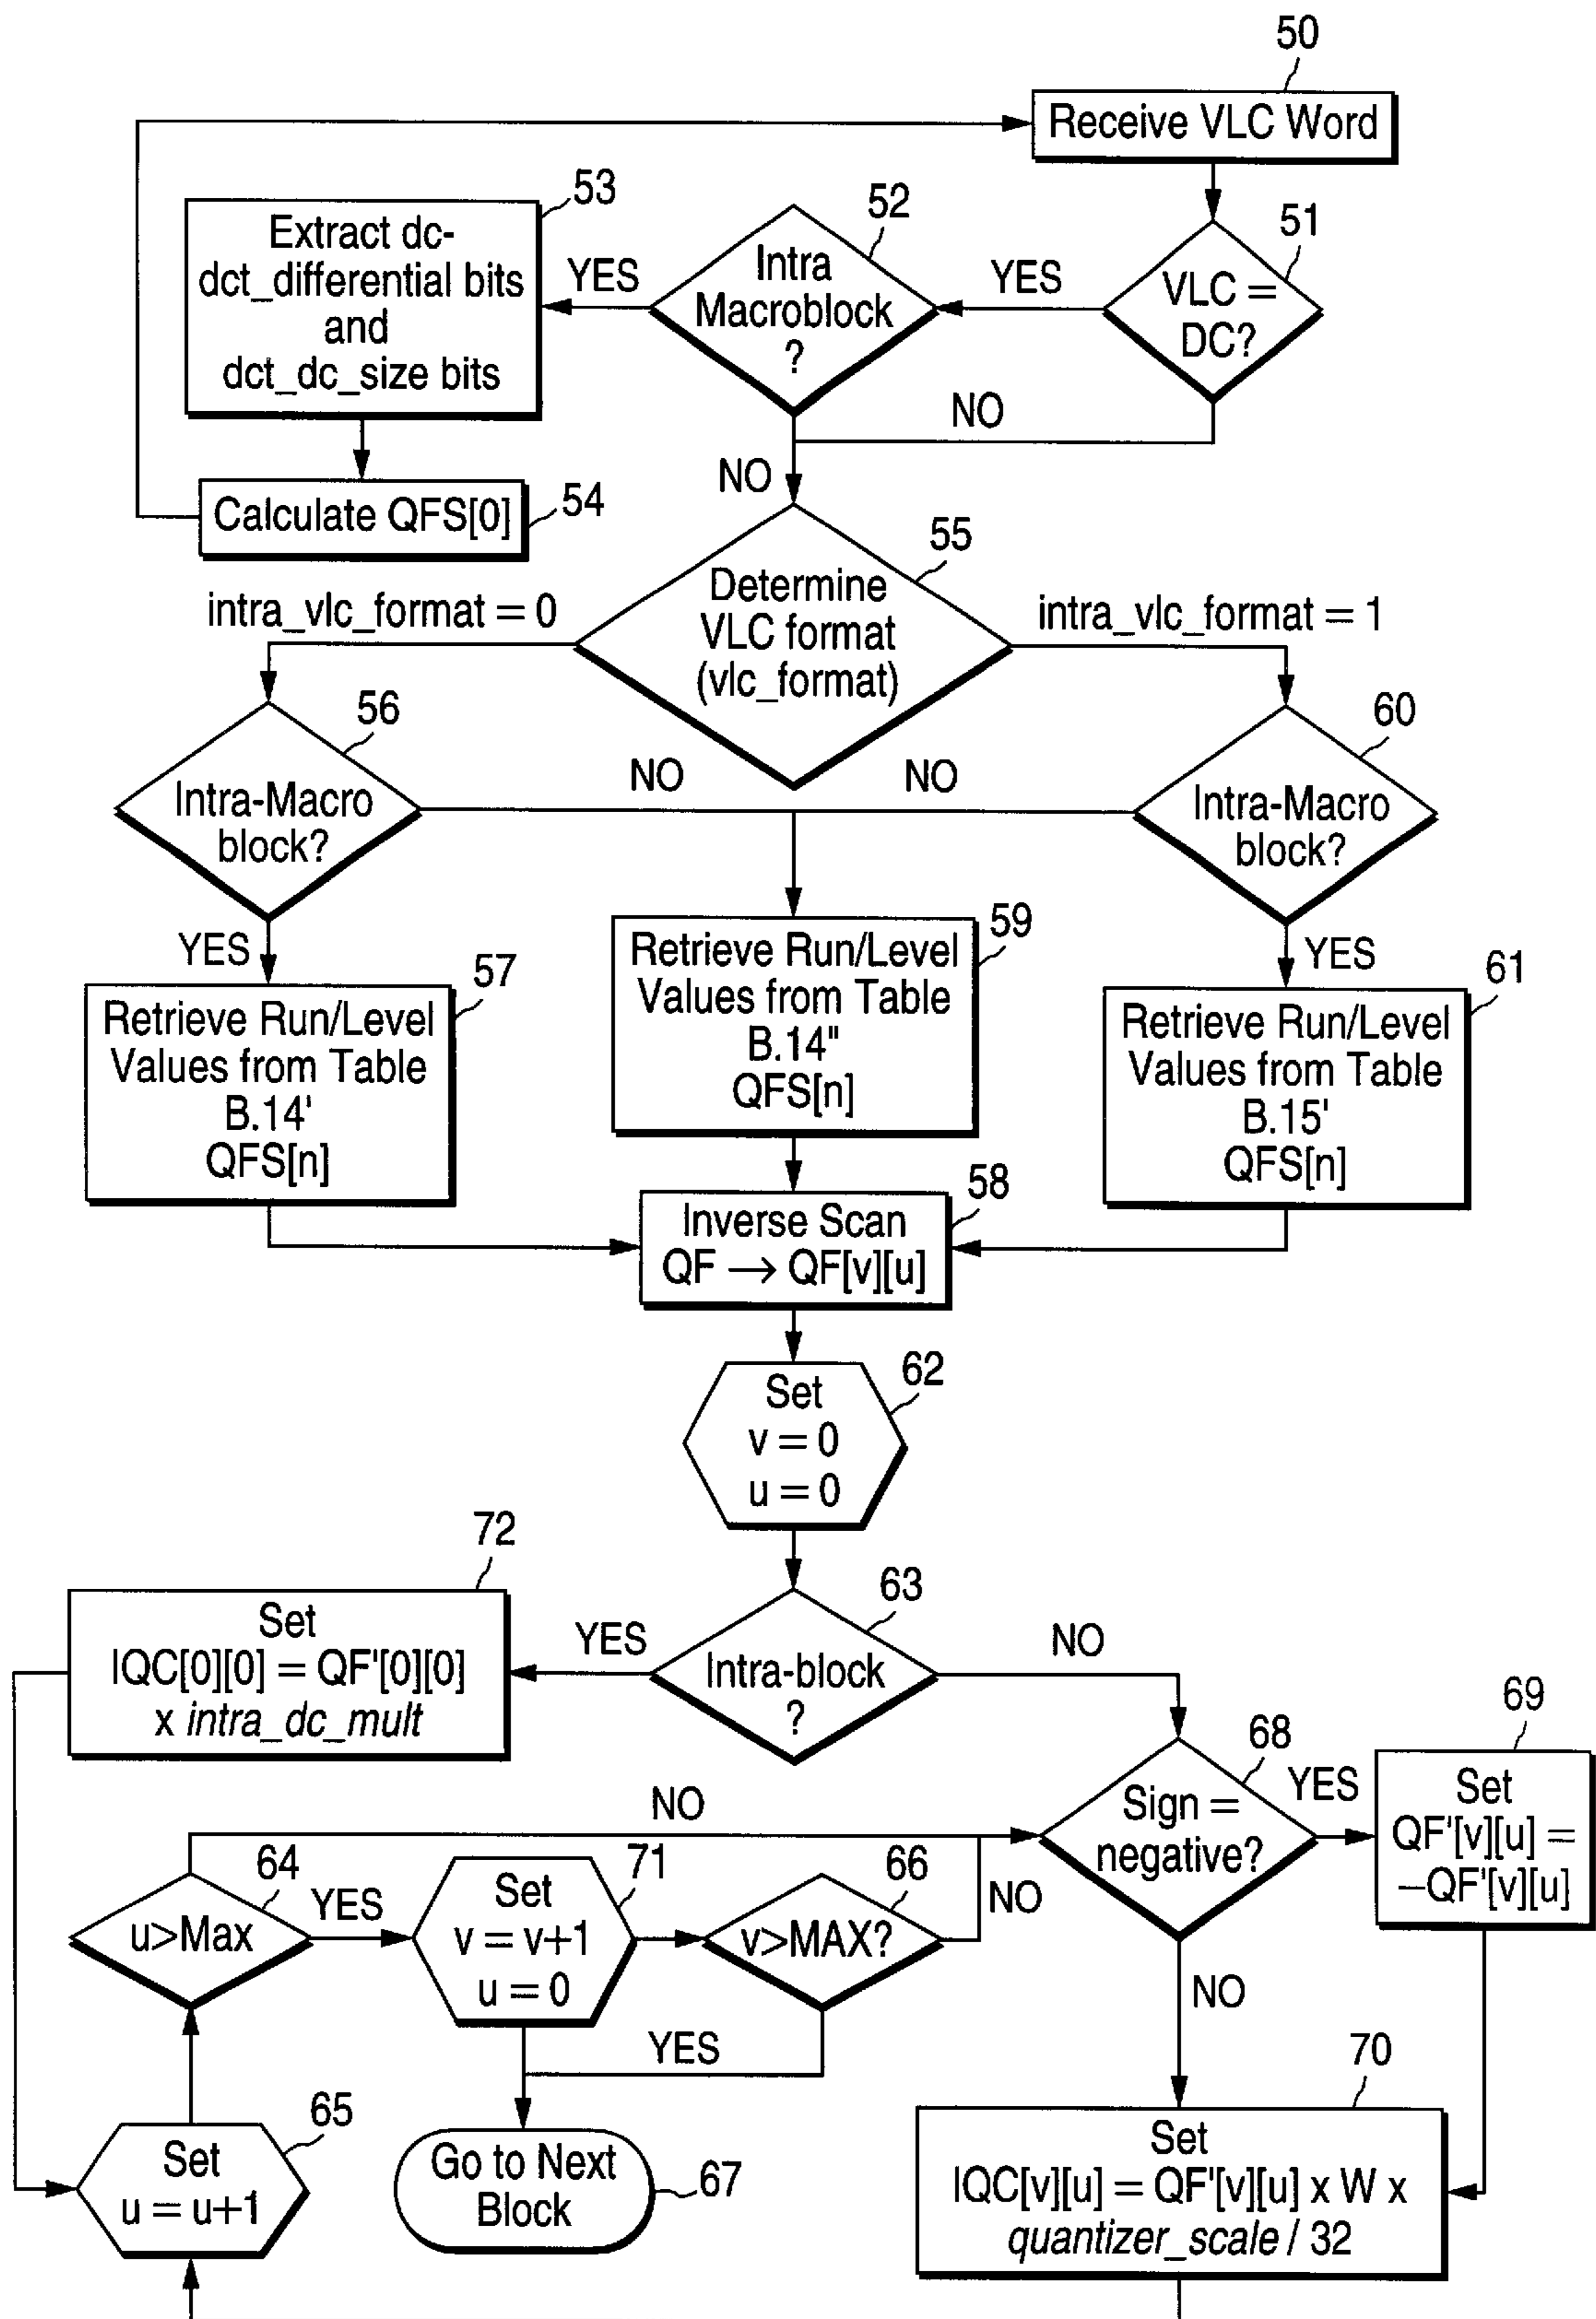 50
Receive VLC Word
53
Extract dc-
dct_differential bits
and
dct_dc_size bits
YES
52
Intra
Macroblock
?
YES
51
VLC =
DC?
NO
NO
Calculate QFS[0]
54
55
Determine
VLC format
(vlc_format)
intra_vlc_format = 0
intra_vlc_format = 1
56
Intra-Macro
block?
NO
NO
60
Intra-Macro
block?
YES
57
Retrieve Run/Level
Values from Table
B.14'
QFS[n]
59
Retrieve Run/Level
Values from Table
B.14"
QFS[n]
YES
61
Retrieve Run/Level
Values from Table
B.15'
QFS[n]
58
Inverse Scan
QF → QF[v][u]
62
Set
v = 0
u = 0
72
Set
IQC[0][0] = QF'[0][0]
x intra_dc_mult
YES
63
Intra-block
?
NO
69
Set
QF'[v][u] =
–QF'[v][u]
68
Sign =
negative?
YES
NO
64
u>Max
YES
71
Set
v = v+1
u = 0
66
v>MAX?
NO
YES
NO
70
Set
IQC[v][u] = QF'[v][u] x W x
quantizer_scale / 32
65
Set
u = u+1
Go to Next
Block
67